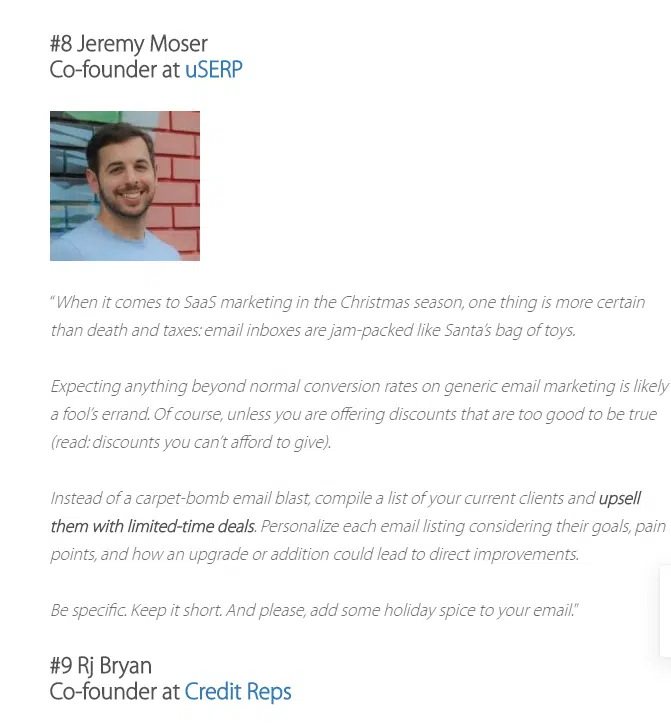 #8 Jeremy Moser
Co-founder at uSERP
“When it comes to SaaS marketing in the Christmas season, one thing is more certain
than death and taxes: email inboxes are jam-packed like Santa’s bag of toys.
Expecting anything beyond normal conversion rates on generic email marketing is likely
a fool’s errand. Of course, unless you are offering discounts that are too good to be true
(read: discounts you can’t afford to give).
Instead of a carpet-bomb email blast, compile a list of your current clients and upsell
them with limited-time deals. Personalize each email listing considering their goals, pain
points, and how an upgrade or addition could lead to direct improvements.
Be specific. Keep it short. And please, add some holiday spice to your email.”
#9 Rj Bryan
Co-founder at Credit Reps